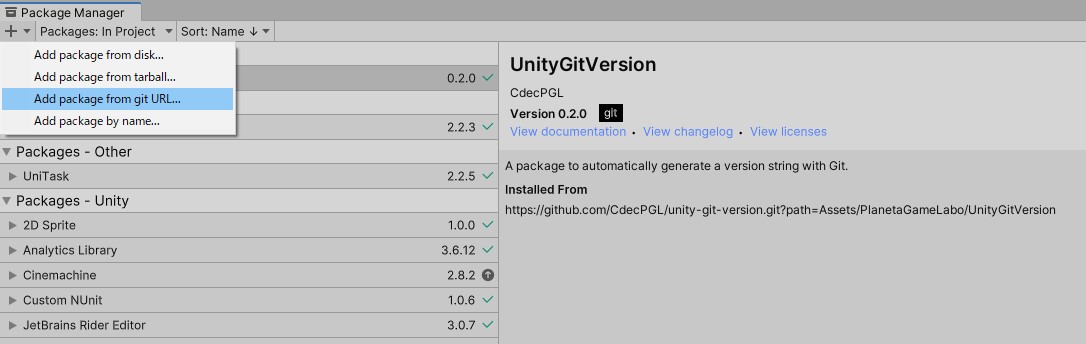 Package Manager
+ Packages: In Project Sort: Name ↓
Add package from disk...
Add package from tarball...
Add package from git URL...
Add package by name...
0.2.0
2.2.3
Packages - Other
UniTask 2.2.5
Packages - Unity
2D Sprite 1.0.0
Analytics Library 3.6.12
Cinemachine 2.8.2
Custom NUnit 1.0.6
JetBrains Rider Editor 3.0.7
UnityGitVersion
CdecPGL
Version 0.2.0 git
View documentation • View changelog • View licenses
A package to automatically generate a version string with Git.
Installed From
https://github.com/CdecPGL/unity-git-version.git?path=Assets/PlanetaGameLabo/UnityGitVersion